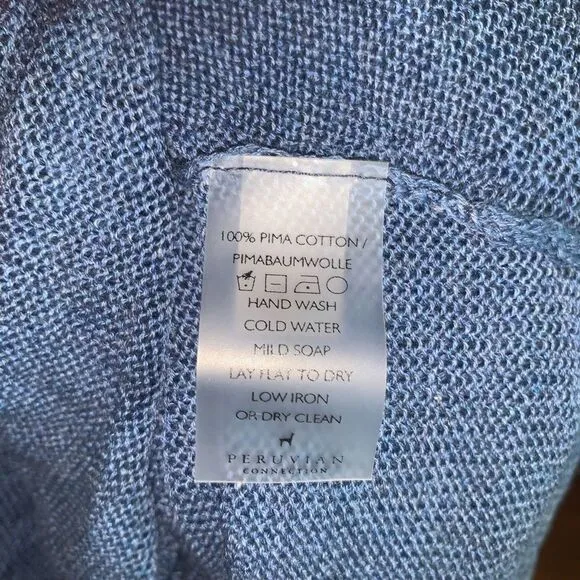 100% PIMA COTTON /
PIMABAUMWOLLE
HAND WASH
COLD WATER
MILD SOAP
LAY FLAT TO DRY
LOW IRON
OR DRY CLEAN
PERUVIAN
CONNECTION